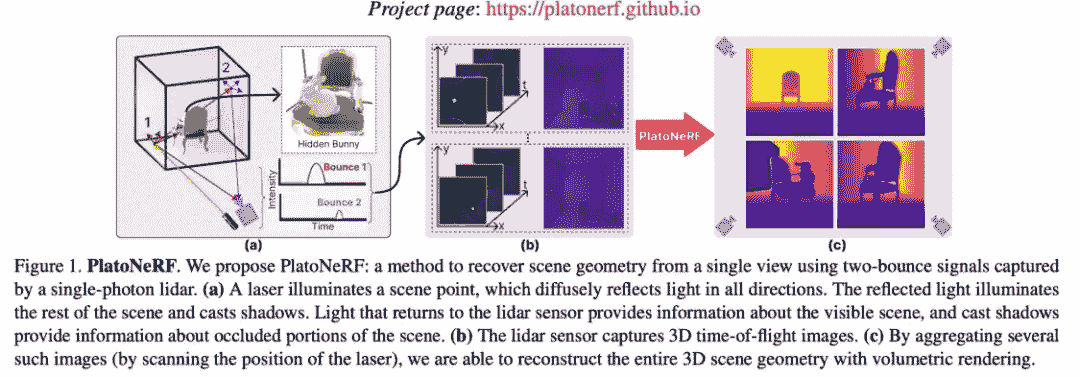 Project page: https://platonerf.github.io
1
2
Hidden Bunny
Intensity
Bounce 1
Bounce 2
Time
(a)
y
t
x
y
t
x
(b)
PlatoNeRF
(c)
Figure 1. PlatoNeRF. We propose PlatoNeRF: a method to recover scene geometry from a single view using two-bounce signals captured
by a single-photon lidar. (a) A laser illuminates a scene point, which diffusely reflects light in all directions. The reflected light illuminates
the rest of the scene and casts shadows. Light that returns to the lidar sensor provides information about the visible scene, and cast shadows
provide information about occluded portions of the scene. (b) The lidar sensor captures 3D time-of-flight images. (c) By aggregating several
such images (by scanning the position of the laser), we are able to reconstruct the entire 3D scene geometry with volumetric rendering.